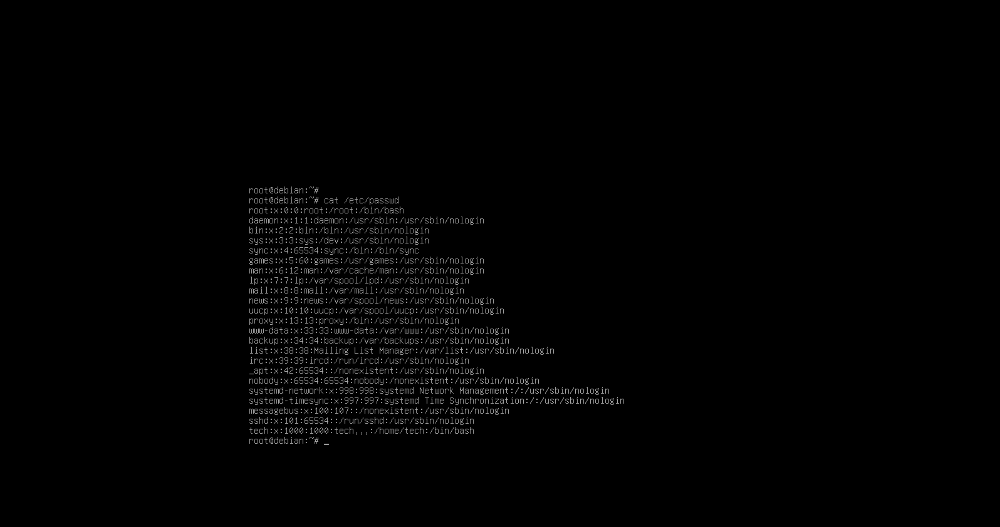 root@debian:~#
root@debian:~# cat /etc/passwd
root:x:0:0:root:/root:/bin/bash
daemon:x:1:1:daemon:/usr/sbin:/usr/sbin/nologin
bin:x:2:2:bin:/bin:/usr/sbin/nologin
sys:x:3:3:sys:/dev:/usr/sbin/nologin
sync:x:4:65534:sync:/bin:/bin/sync
games:x:5:60:games:/usr/games:/usr/sbin/nologin
man:x:6:12:man:/var/cache/man:/usr/sbin/nologin
lp:x:7:7:lp:/var/spool/lpd:/usr/sbin/nologin
mail:x:8:8:mail:/var/mail:/usr/sbin/nologin
news:x:9:9:news:/var/spool/news:/usr/sbin/nologin
uucp:x:10:10:uucp:/var/spool/uucp:/usr/sbin/nologin
proxy:x:13:13:proxy:/bin:/usr/sbin/nologin
www-data:x:33:33:www-data:/var/www:/usr/sbin/nologin
backup:x:34:34:backup:/var/backups:/usr/sbin/nologin
list:x:38:38:Mailing List Manager:/var/list:/usr/sbin/nologin
irc:x:39:39:ircd:/run/ircd:/usr/sbin/nologin
_apt:x:42:65534::/nonexistent:/usr/sbin/nologin
nobody:x:65534:65534:nobody:/nonexistent:/usr/sbin/nologin
systemd-network:x:998:998:systemd Network Management:/:/usr/sbin/nologin
systemd-timesync:x:997:997:systemd Time Synchronization:/:/usr/sbin/nologin
messagebus:x:100:107::/nonexistent:/usr/sbin/nologin
sshd:x:101:65534::/run/sshd:/usr/sbin/nologin
tech:x:1000:1000:tech,,,:/home/tech:/bin/bash
root@debian:~# _